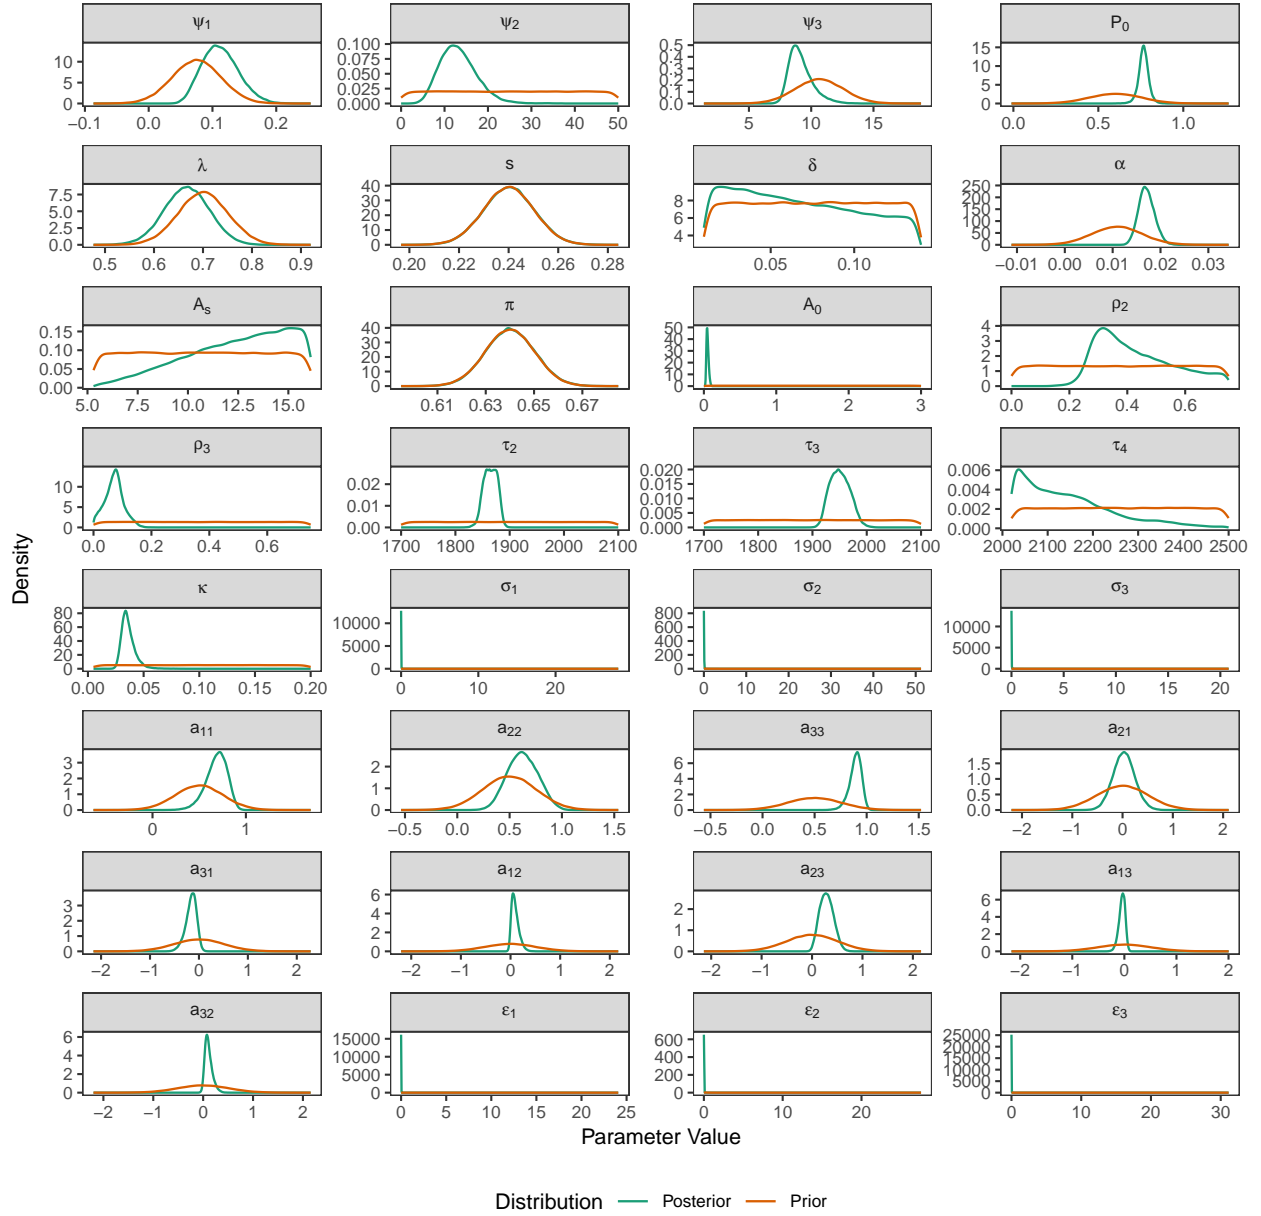 ψ1 ψ2 ψ3 P0
10 5 0 0.100 0.075 0.050 0.025 0.000 0.5 0.4 0.3 0.2 0.1 0.0 15 10 5 0
−0.1 0.0 0.1 0.2 0 10 20 30 40 50 5 10 15 0.0 0.5 1.0
λ s δ α
7.5 5.0 2.5 0.0 40 30 20 10 0 8 6 4 250 200 150 100 50 0
0.5 0.6 0.7 0.8 0.9 0.20 0.22 0.24 0.26 0.28 0.05 0.10 −0.01 0.00 0.01 0.02 0.03
As π A0 ρ2
0.15 0.10 0.05 0.00 40 30 20 10 0 50 40 30 20 10 0 4 3 2 1 0
5.0 7.5 10.0 12.5 15.0 0.61 0.63 0.65 0.67 0 1 2 3 0.0 0.2 0.4 0.6
ρ3 τ2 τ3 τ4
10 5 0 0.02 0.01 0.00 0.020 0.015 0.010 0.005 0.000 0.006 0.004 0.002 0.000
0.0 0.2 0.4 0.6 1700 1800 1900 2000 2100 1700 1800 1900 2000 2100 2000 2100 2200 2300 2400 2500
Density
κ σ1 σ2 σ3
80 60 40 20 0 10000 5000 0 800 600 400 200 0 10000 5000 0
0.00 0.05 0.10 0.15 0.20 0 10 20 0 10 20 30 40 50 0 5 10 15 20
a11 a22 a33 a21
3 2 1 0 2 1 0 6 4 2 0 1.5 1.0 0.5 0.0
0 1 −0.5 0.0 0.5 1.0 1.5 −0.5 0.0 0.5 1.0 1.5 −2 −1 0 1 2
a31 a12 a23 a13
3 2 1 0 6 4 2 0 2 1 0 6 4 2 0
−2 −1 0 1 2 −2 −1 0 1 2 −2 −1 0 1 2 −2 −1 0 1 2
a32 ε1 ε2 ε3
6 4 2 0 15000 10000 5000 0 600 400 200 0 25000 20000 15000 10000 5000 0
−2 −1 0 1 2 0 5 10 15 20 25 0 10 20 0 10 20 30
Parameter Value
Distribution Posterior Prior